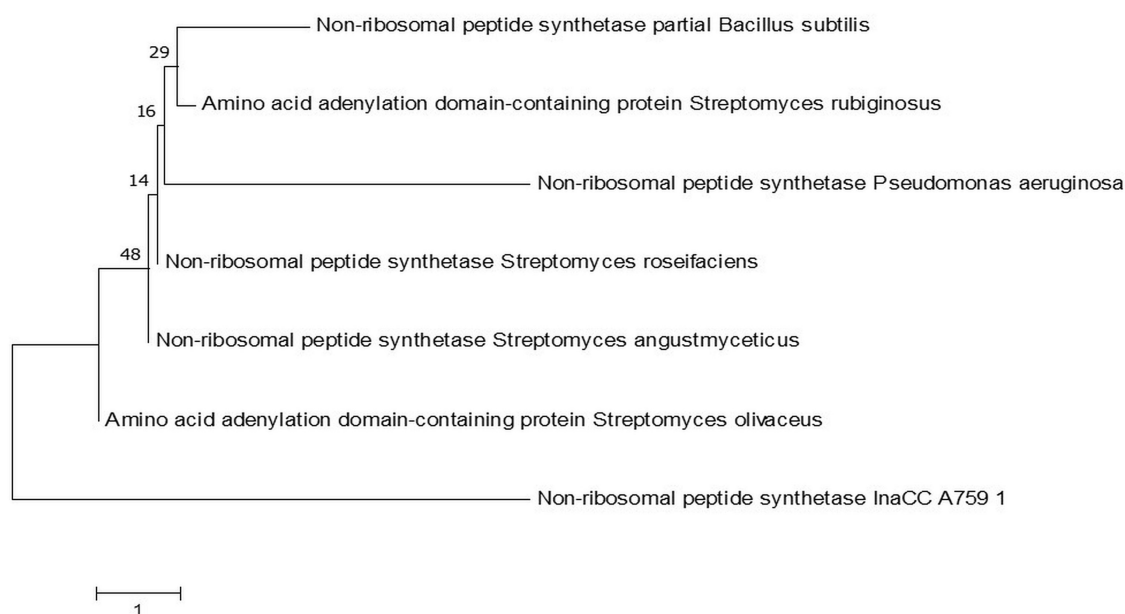 Non-ribosomal peptide synthetase partial Bacillus subtilis
29
Amino acid adenylation domain-containing protein Streptomyces rubiginosus
16
Non-ribosomal peptide synthetase Pseudomonas aeruginosa
14
48
Non-ribosomal peptide synthetase Streptomyces roseifaciens
Non-ribosomal peptide synthetase Streptomyces angustmyceticus
Amino acid adenylation domain-containing protein Streptomyces olivaceus
Non-ribosomal peptide synthetase InaCC A759 1
1